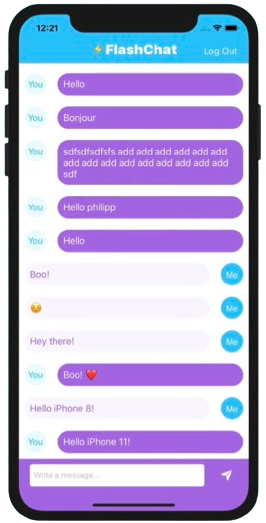 12:21
⚡FlashChat
Log Out
You
Hello
You
Bonjour
You
sdfsdfsdfsfs add add add add add add
add add add add add add add add add
sdf
You
Hello philipp
You
Hello
Boo!
Me
😒
Me
Hey there!
Me
You
Boo! ❤️
Hello iPhone 8!
Me
You
Hello iPhone 11!
Write a message...